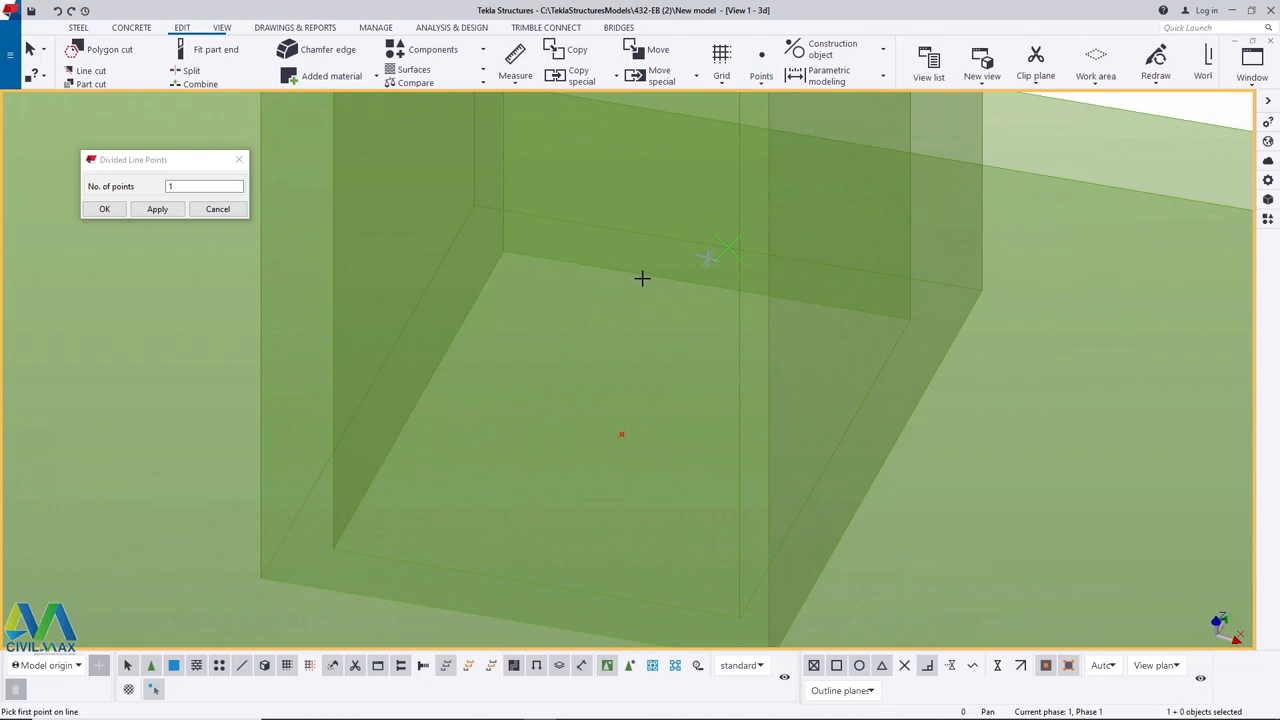 Tekla Structures - C:\TeklaStructuresModels\432-EB (2)\New model - [View 1 - 3d]
Log in
STEEL CONCRETE EDIT VIEW DRAWINGS & REPORTS MANAGE ANALYSIS & DESIGN TRIMBLE CONNECT BRIDGES
Quick Launch
Polygon cut
Fit part end
Chamfer edge
Components
Copy
Move
Construction object
Line cut
Split
Added material
Surfaces
Copy special
Move special
Parametric modeling
Part cut
Combine
Compare
Measure
Grid
Points
View list
New view
Clip plane
Work area
Redraw
Worl
Window
Divided Line Points
No. of points 1
OK Apply Cancel
Z
CIVILMAX
Model origin
standard
Auto
View plan
Outline planes
Pick first point on line
0 Pan Current phase: 1, Phase 1 1 + 0 objects selected